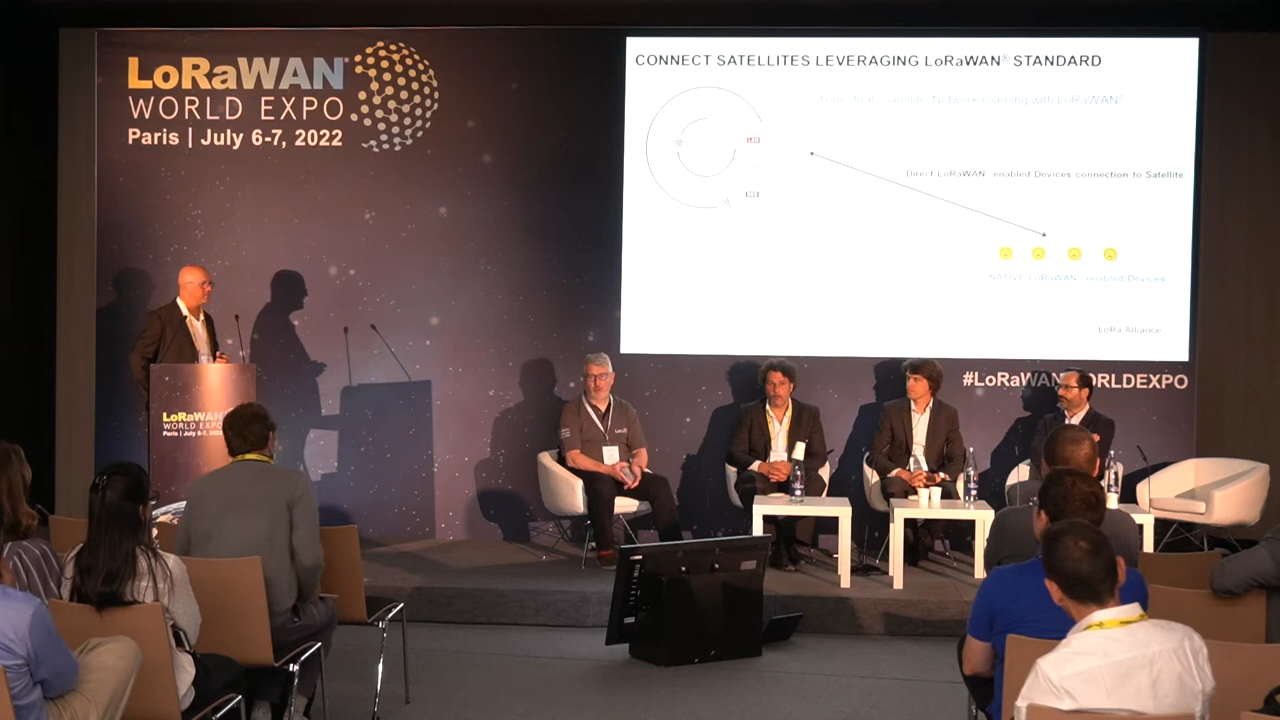 LoRaWAN®
WORLD EXPO
Paris | July 6-7, 2022
CONNECT SATELLITES LEVERAGING LoRaWAN® STANDARD
Network roaming with LoRaWAN®
Direct LoRaWAN® enabled Devices connection to Satellite
NATIVE LoRaWAN® enabled Devices
LoRa Alliance
#LoRaWANWORLDEXPO
LoRaWAN
WORLD EXPO
Paris | July 6-7, 2022